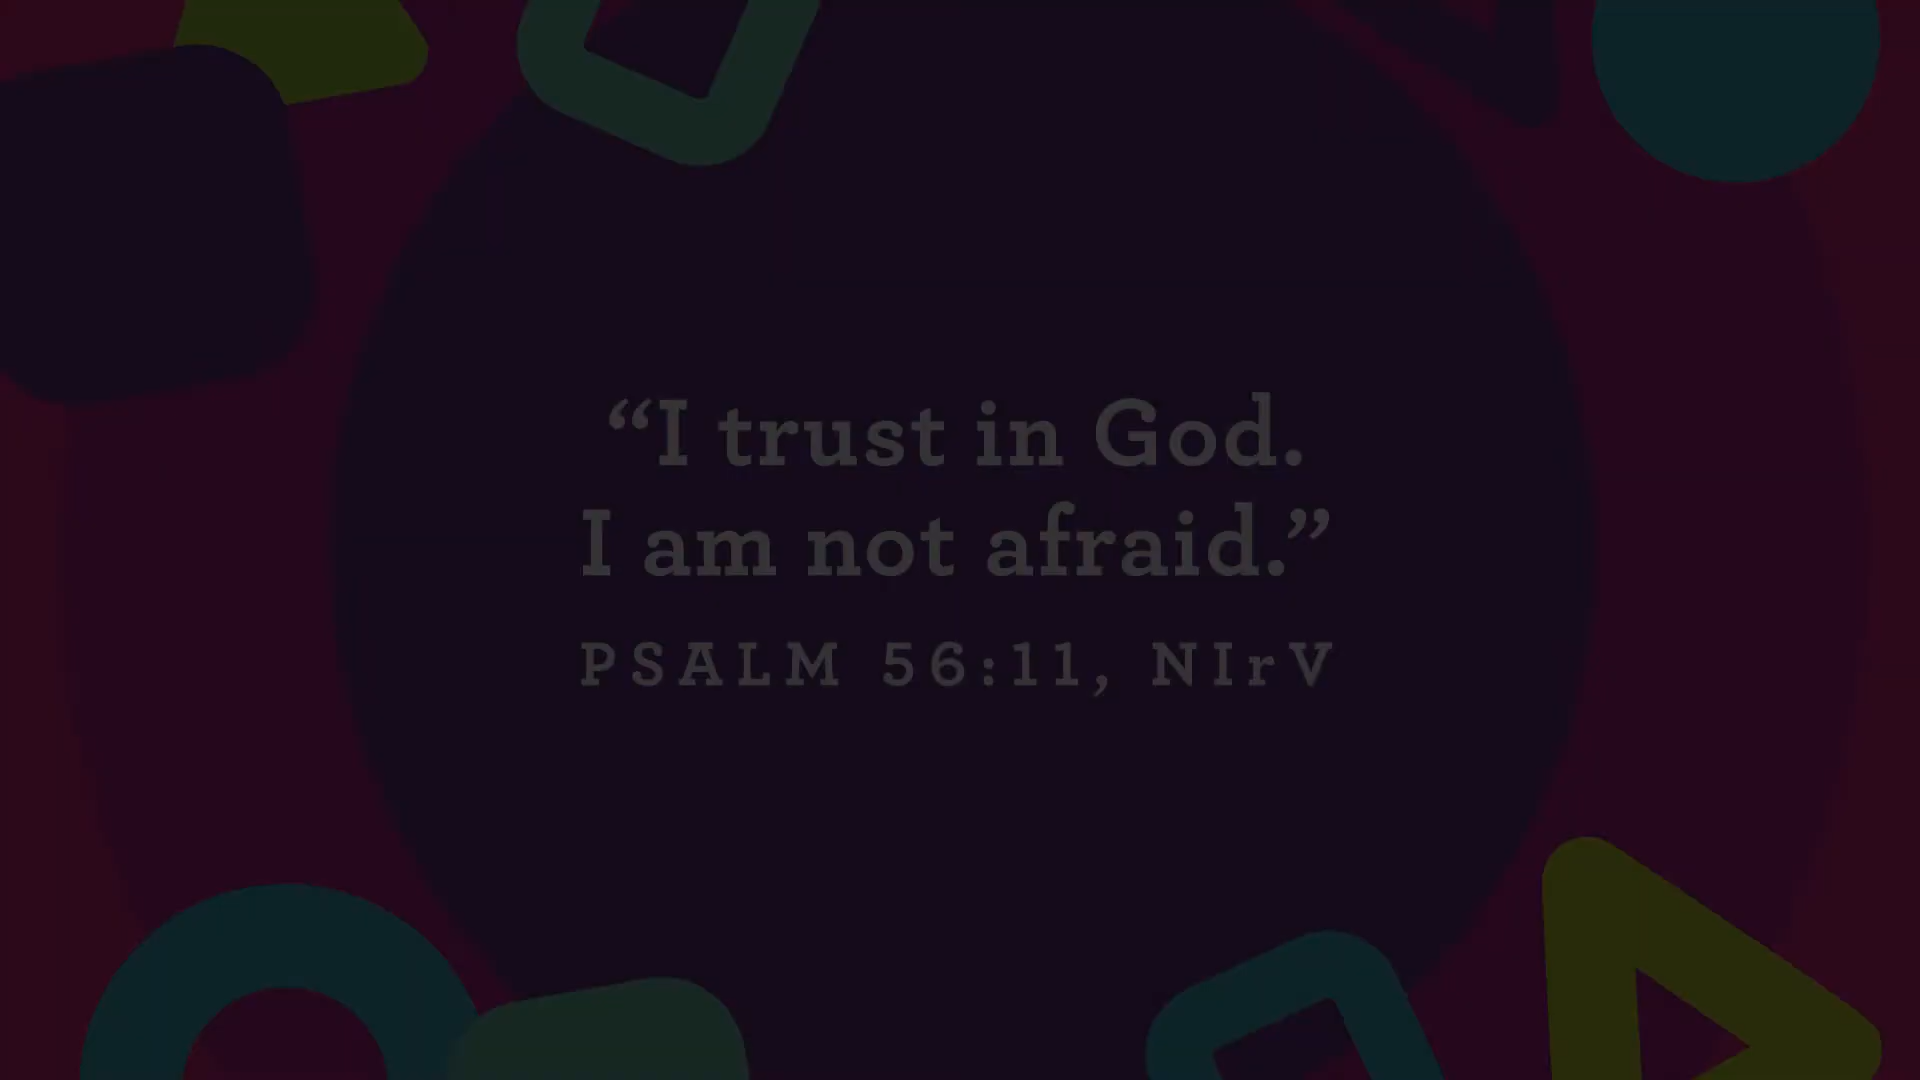 “I trust in God.
I am not afraid.”
PSALM 56:11, NIrV